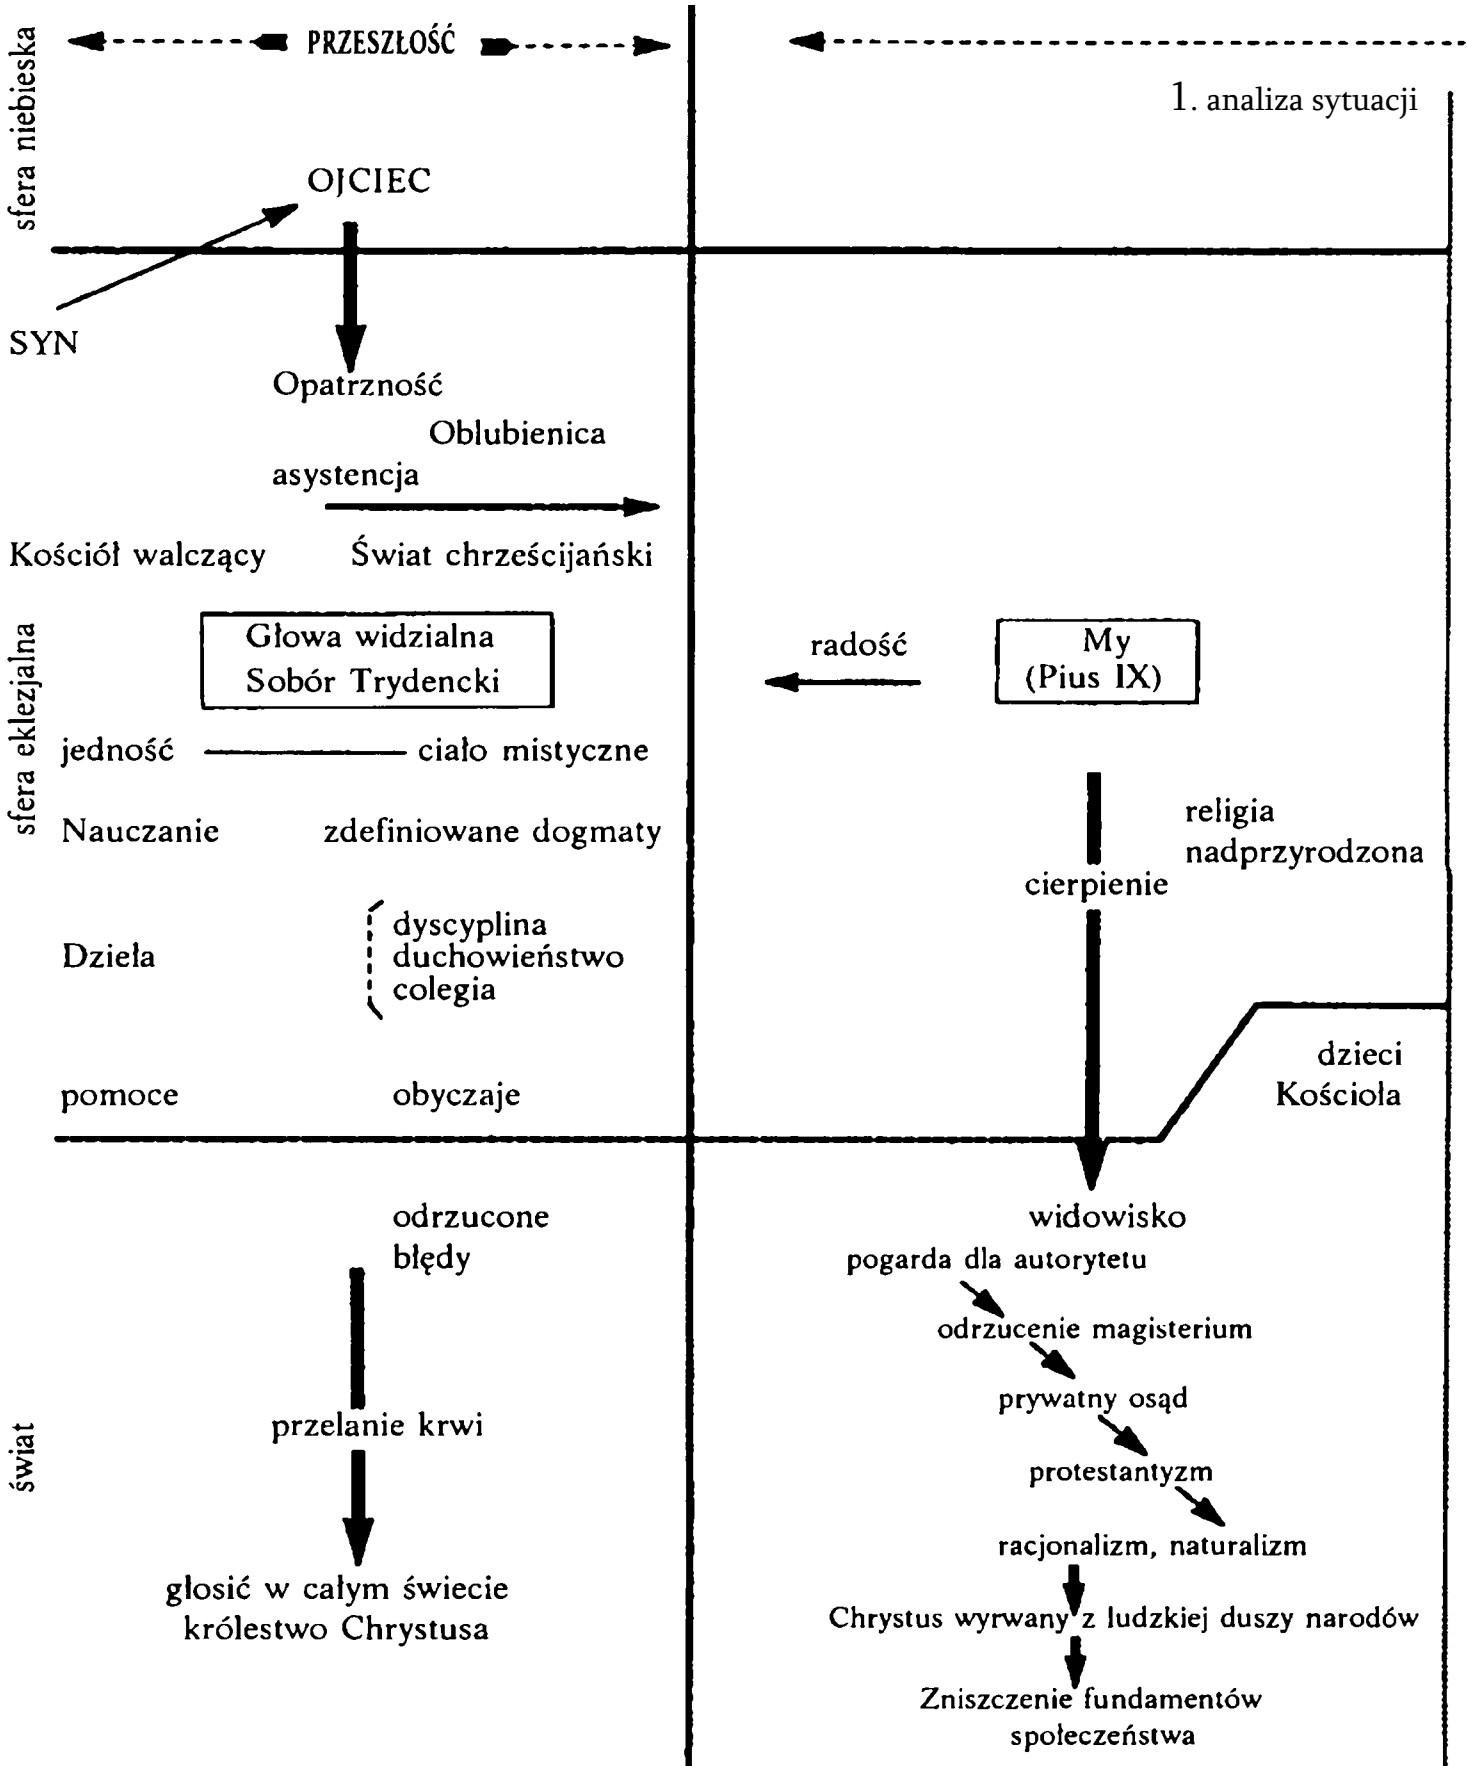 sfera niebieska
PRZESZŁOŚĆ
OJCIEC
SYN
Opatrzność
Oblubienica
asystencja
Kościół walczący Świat chrześcijański
sfera eklezjalna
Głowa widzialna
Sobór Trydencki
jedność ciało mistyczne
Nauczanie zdefiniowane dogmaty
Dzieła
dyscyplina
duchowieństwo
colegia
pomoce obyczaje
świat
odrzucone
błędy
przelanie krwi
głosić w całym świecie
królestwo Chrystusa
1. analiza sytuacji
radość
My
(Pius IX)
religia
nadprzyrodzona
cierpienie
dzieci
Kościoła
widowisko
pogarda dla autorytetu
odrzucenie magisterium
prywatny osąd
protestantyzm
racjonalizm, naturalizm
Chrystus wyrwany z ludzkiej duszy narodów
Zniszczenie fundamentów
społeczeństwa